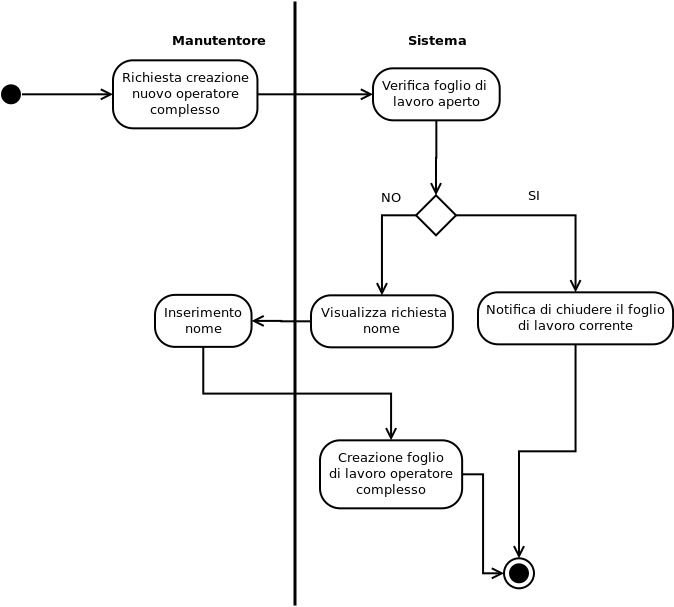 Manutentore
Sistema
Richiesta creazione
nuovo operatore
complesso
Verifica foglio di
lavoro aperto
NO
SI
Inserimento
nome
Visualizza richiesta
nome
Notifica di chiudere il foglio
di lavoro corrente
Creazione foglio
di lavoro operatore
complesso